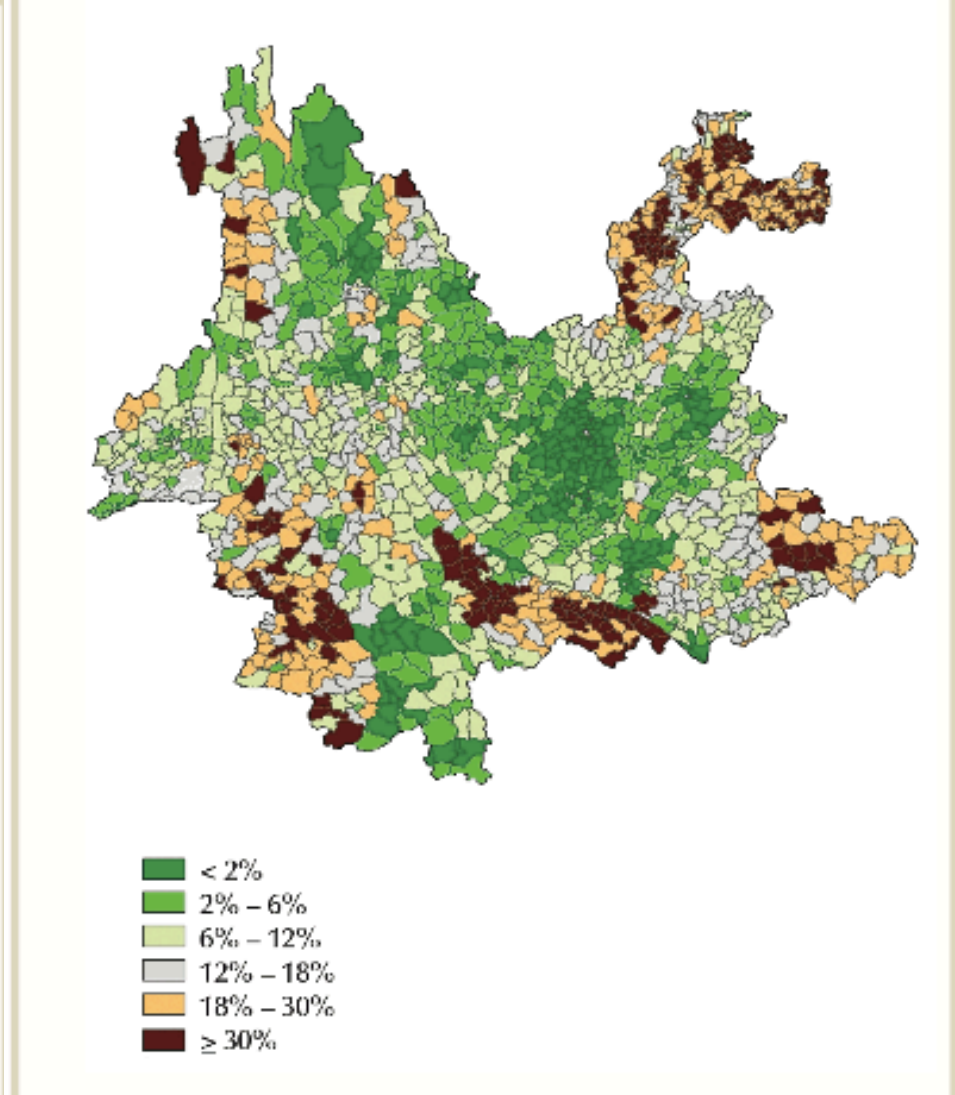 < 2%
2% – 6%
6% – 12%
12% – 18%
18% – 30%
≥ 30%